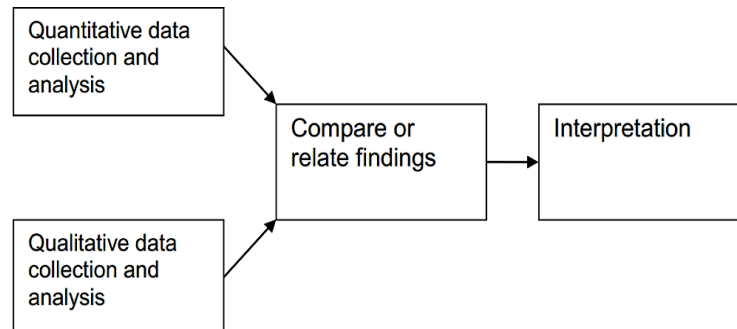 Quantitative data
collection and
analysis
Compare or
relate findings
Interpretation
Qualitative data
collection and
analysis